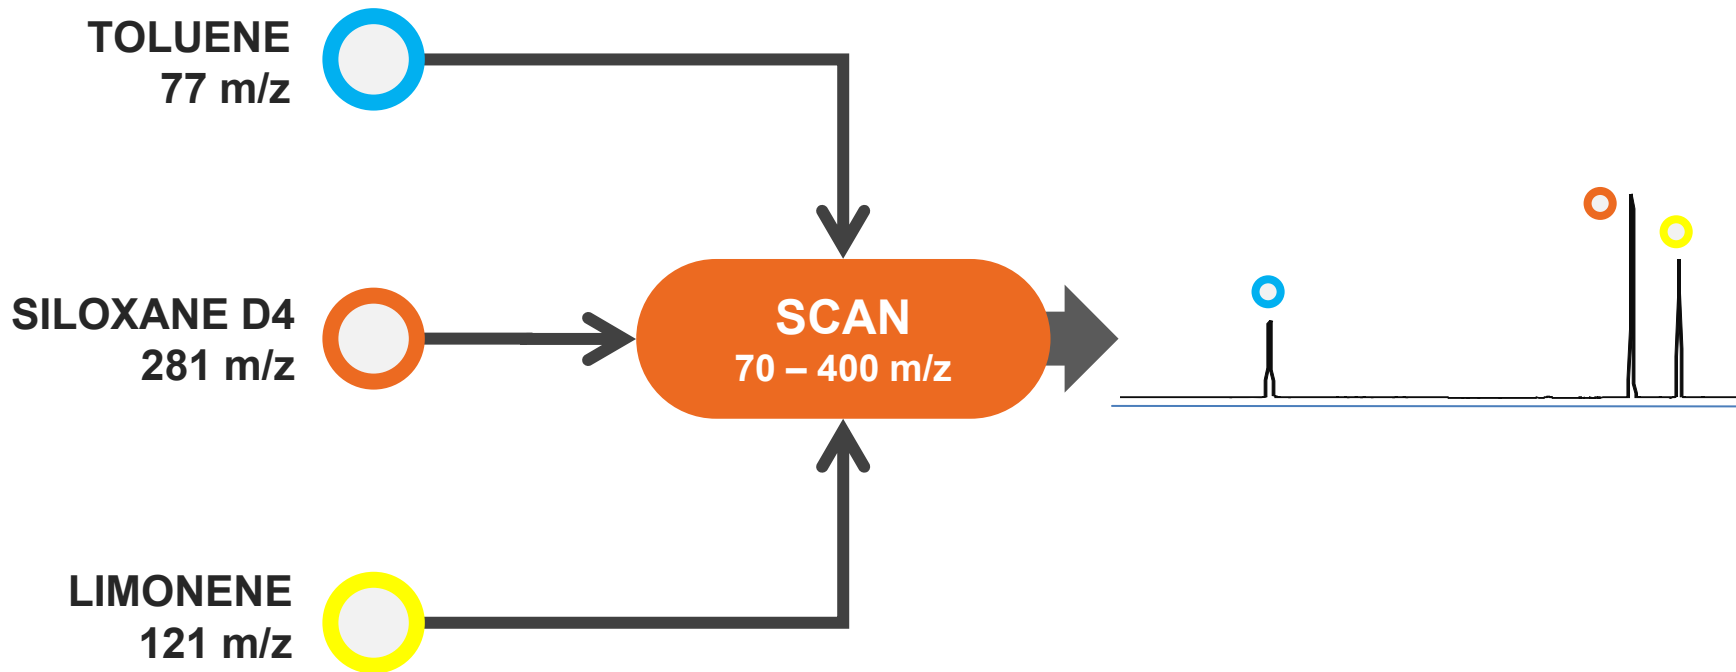 TOLUENE
77 m/z
SILOXANE D4
281 m/z
SCAN
70 – 400 m/z
LIMONENE
121 m/z